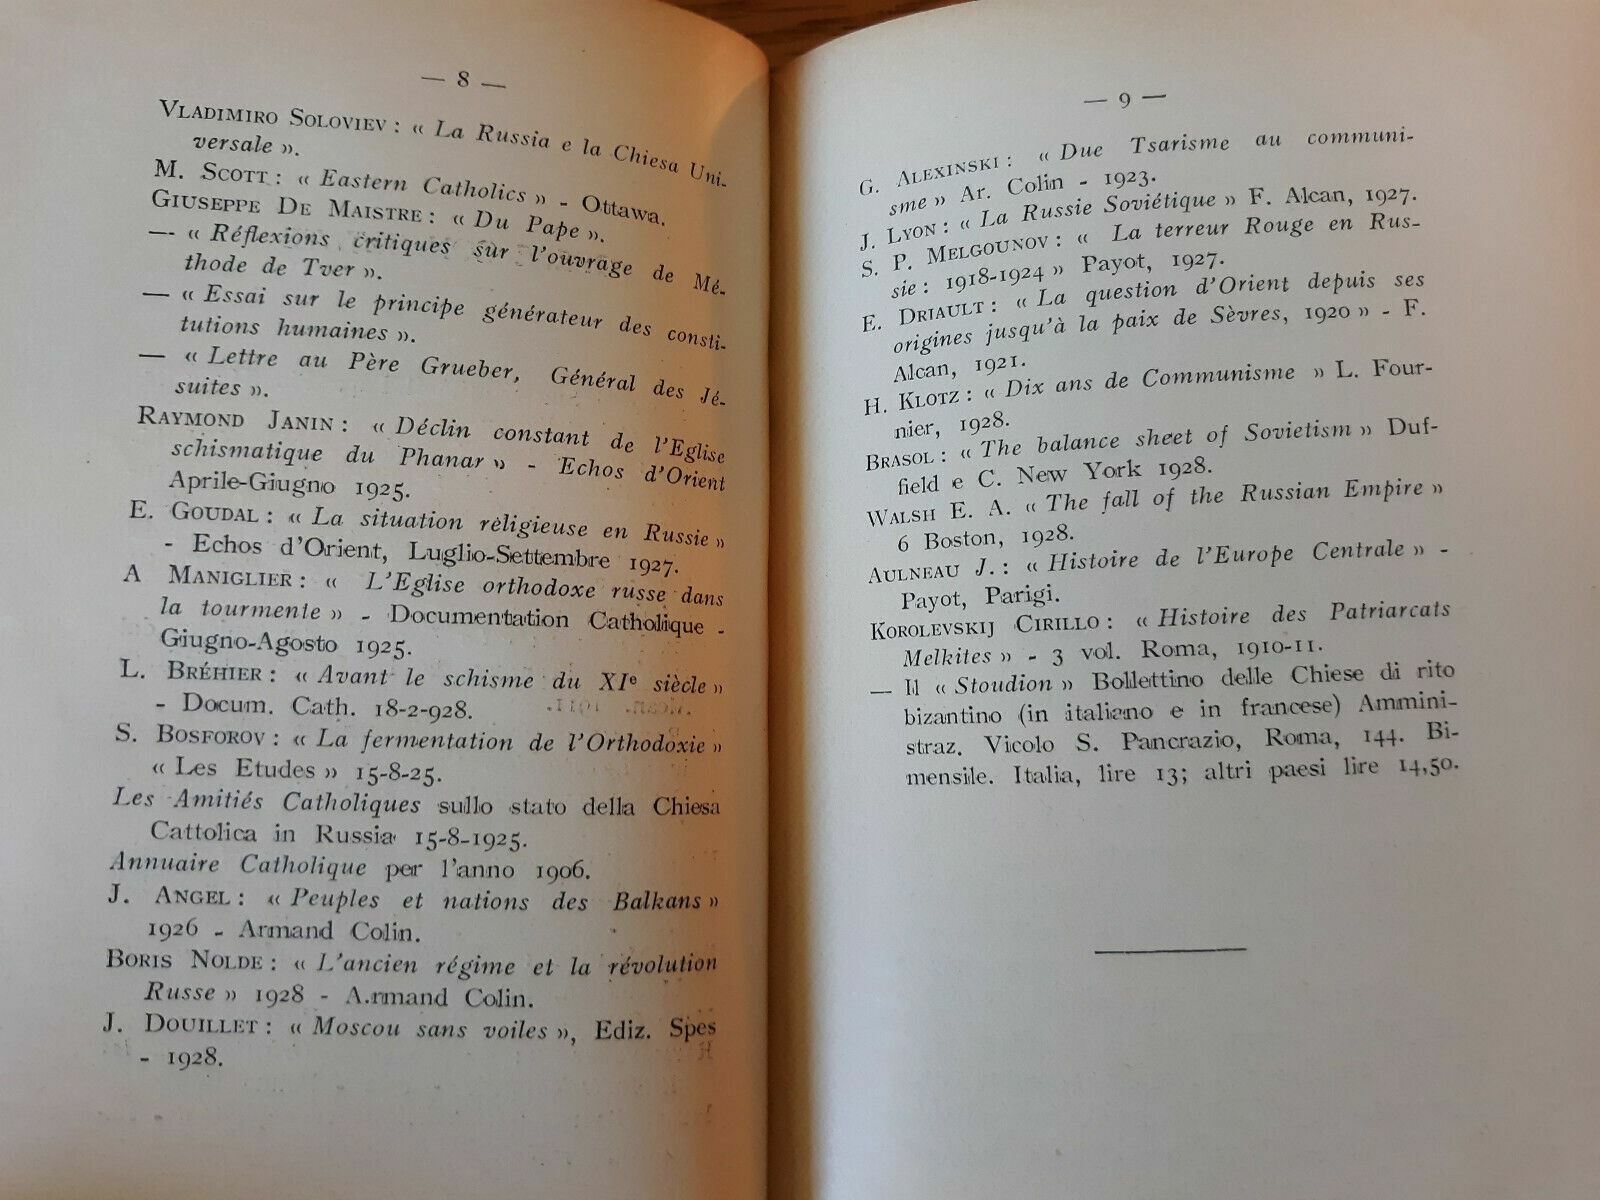 — 8 —
VLADIMIRO SOLOVIEV : « La Russia e la Chiesa Uni-
versale ».
M. SCOTT : « Eastern Catholics » - Ottawa.
GIUSEPPE DE MAISTRE : « Du Pape ».
— « Réflexions critiques sur l'ouvrage de Mé-
thode de Tver ».
— « Essai sur le principe générateur des consti-
tutions humaines ».
— « Lettre au Père Grueber, Général des Jé-
suites ».
RAYMOND JANIN : « Déclin constant de l'Eglise
schismatique du Phanar » - Echos d'Orient
Aprile-Giugno 1925.
E. GOUDAL : « La situation rèligieuse en Russie »
- Echos d'Orient, Luglio-Settembre 1927.
A MANIGLIER : « L'Eglise orthodoxe russe dans
la tourmente » - Documentation Catholique -
Giugno-Agosto 1925.
L. BRÉHIER : « Avant le schisme du XIe siècle »
- Docum. Cath. 18-2-928.
S. BOSFOROV : « La fermentation de l'Orthodoxie »
« Les Etudes » 15-8-25.
Les Amitiés Catholiques sullo stato della Chiesa
Cattolica in Russia 15-8-1925.
Annuaire Catholique per l'anno 1906.
J. ANGEL : « Peuples et nations des Balkans »
1926 - Armand Colin.
BORIS NOLDE : « L'ancien régime et la révolution
Russe » 1928 - A.rmand Colin.
J. DOUILLET : « Moscou sans voiles », Ediz. Spes
- 1928.
— 9 —
G. ALEXINSKI : « Due Tsarisme au communi-
sme » Ar. Colin - 1923.
J. LYON : « La Russie Soviétique » F. Alcan, 1927.
S. P. MELGOUNOV : « La terreur Rouge en Rus-
sie : 1918-1924 » Payot, 1927.
E. DRIAULT : « La question d'Orient depuis ses
origines jusqu'à la paix de Sèvres, 1920 » - F.
Alcan, 1921.
H. KLOTZ : « Dix ans de Communisme » L. Four-
nier, 1928.
BRASOL : « The balance sheet of Sovietism » Duf-
field e C. New York 1928.
WALSH E. A. « The fall of the Russian Empire »
6 Boston, 1928.
AULNEAU J. : « Histoire de l'Europe Centrale » -
Payot, Parigi.
KOROLEVSKIJ CIRILLO : « Histoire des Patriarcats
Melkites » - 3 vol. Roma, 1910-11.
— Il « Stoudion » Bollettino delle Chiese di rito
bizantino (in italiano e in francese) Ammini-
straz. Vicolo S. Pancrazio, Roma, 144. Bi-
mensile. Italia, lire 13; altri paesi lire 14,50.